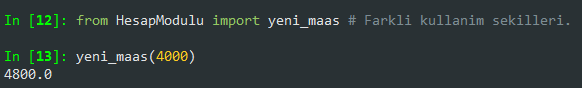 In [12]: from HesapModulu import yeni_maas # Farkli kullanim sekilleri.
In [13]: yeni_maas(4000)
4800.0